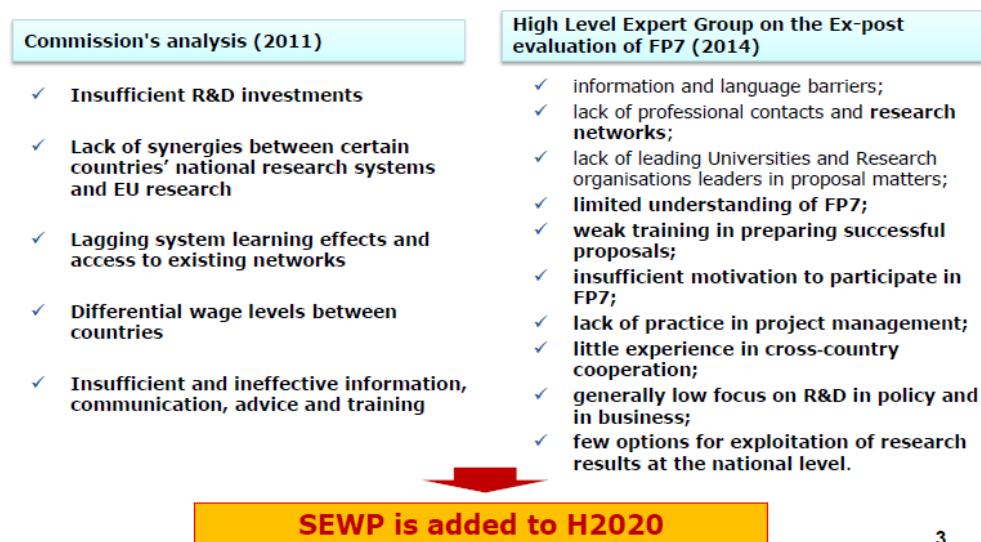 Commission's analysis (2011)
✓ Insufficient R&D investments
✓ Lack of synergies between certain
countries’ national research systems
and EU research
✓ Lagging system learning effects and
access to existing networks
✓ Differential wage levels between
countries
✓ Insufficient and ineffective information,
communication, advice and training
High Level Expert Group on the Ex-post
evaluation of FP7 (2014)
✓ information and language barriers;
✓ lack of professional contacts and research
networks;
✓ lack of leading Universities and Research
organisations leaders in proposal matters;
✓ limited understanding of FP7;
✓ weak training in preparing successful
proposals;
✓ insufficient motivation to participate in
FP7;
✓ lack of practice in project management;
✓ little experience in cross-country
cooperation;
✓ generally low focus on R&D in policy and
in business;
✓ few options for exploitation of research
results at the national level.
SEWP is added to H2020
3